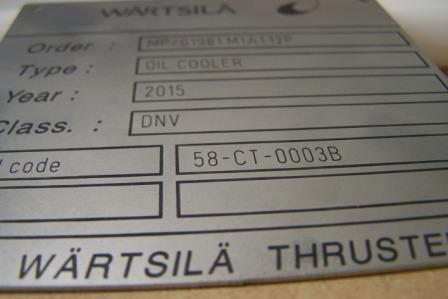 WÄRTSILÄ
Order :
Type : OIL COOLER
Year : 2015
Class. : DNV
code 58-CT-0003B
WÄRTSILÄ THRUSTE